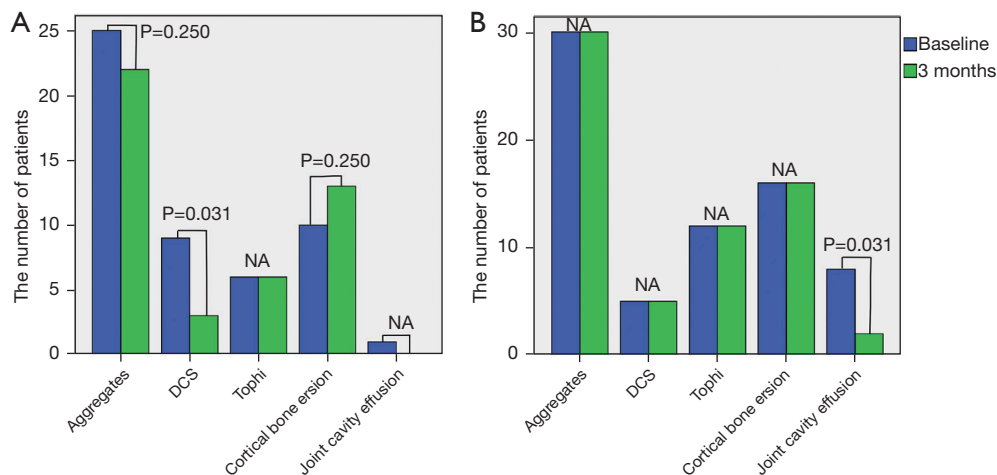 A
The number of patients
25
20
15
10
5
0
P=0.250
P=0.031
NA
P=0.250
NA
Aggregates
DCS
Tophi
Cortical bone ersion
Joint cavity effusion
B
The number of patients
30
20
10
0
NA
NA
NA
NA
P=0.031
Aggregates
DCS
Tophi
Cortical bone ersion
Joint cavity effusion
Baseline
3 months